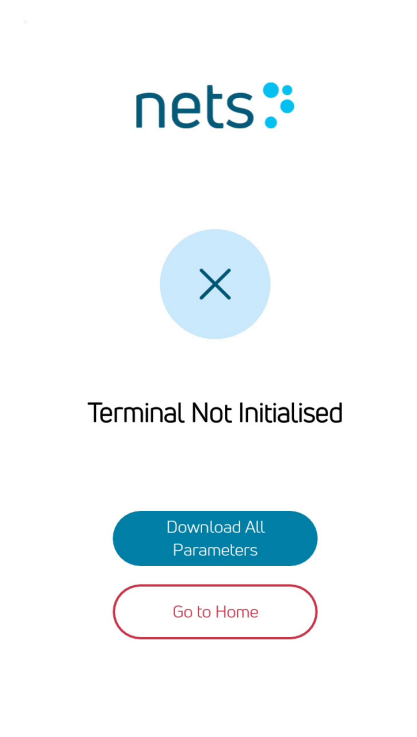 nets
Terminal Not Initialised
Download All
Parameters
Go to Home